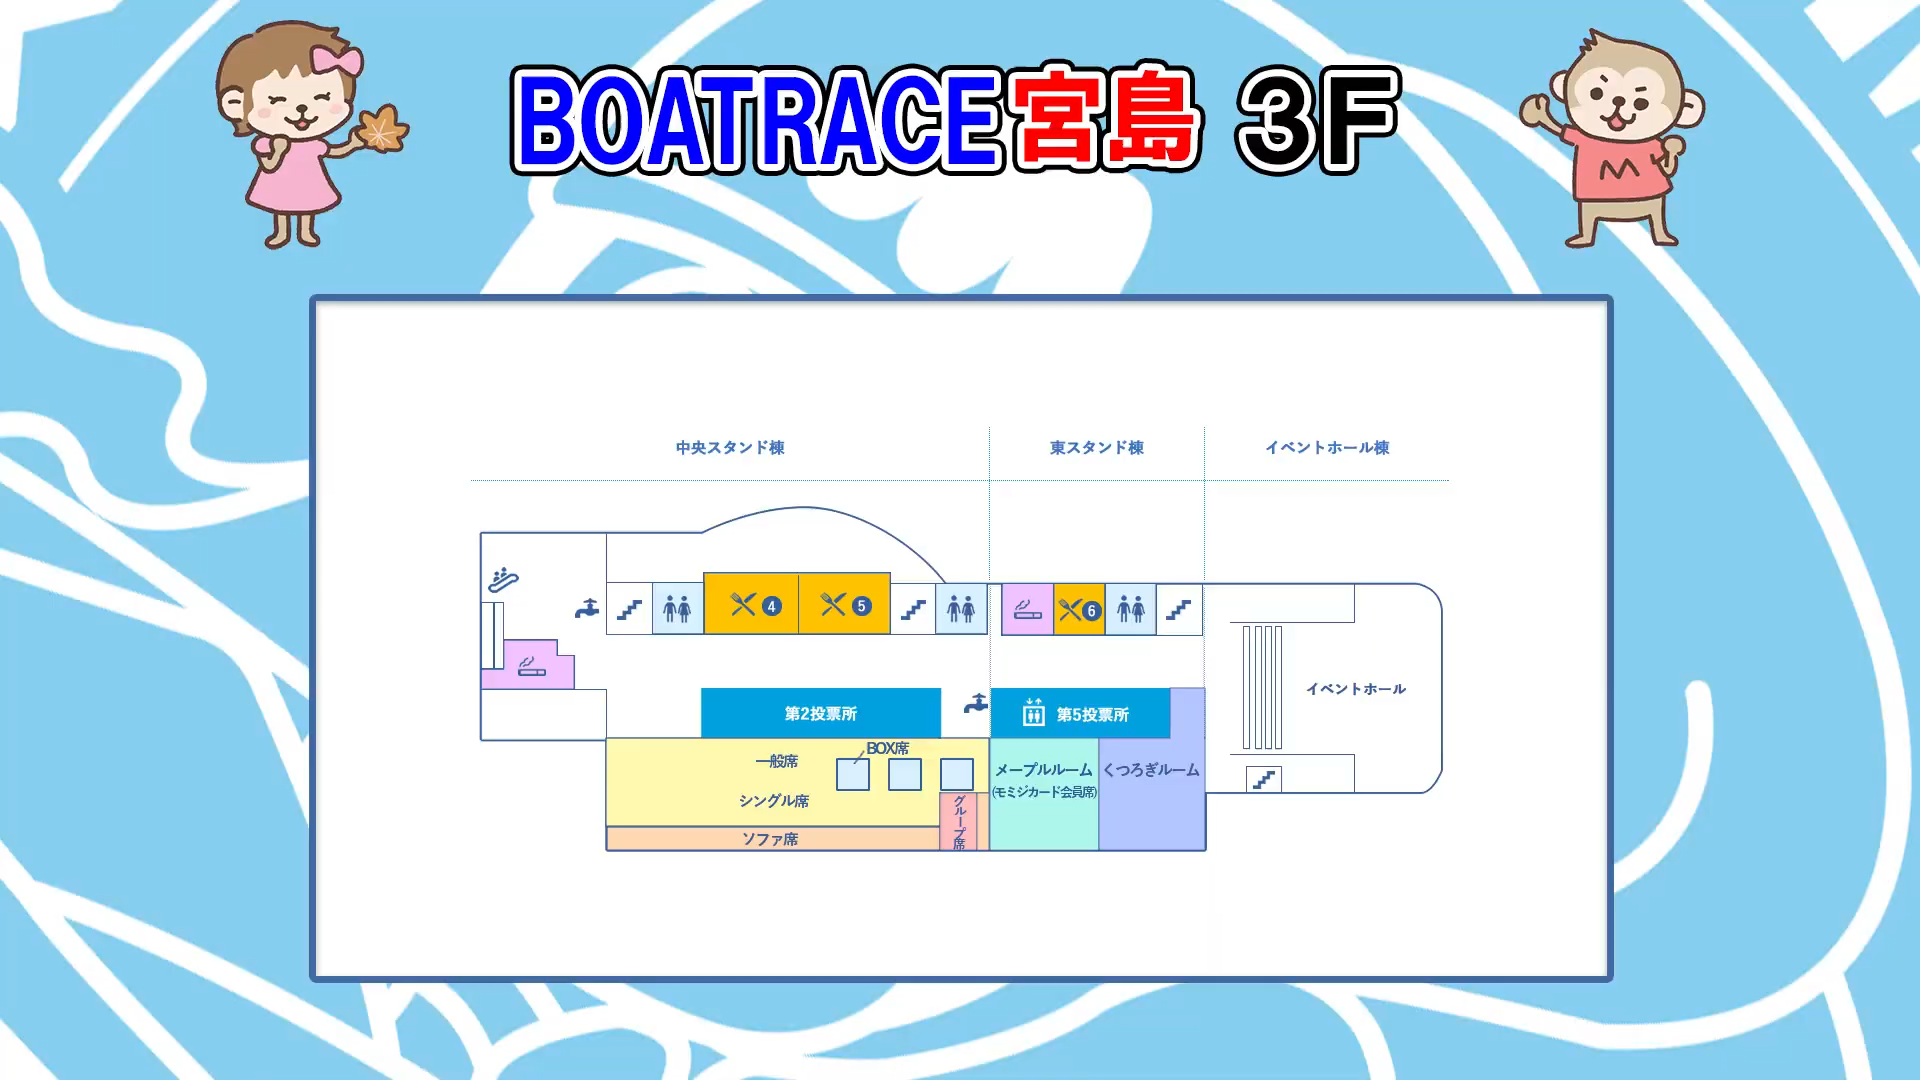 BOATRACE宮島 3F
M
中央スタンド棟
東スタンド棟
イベントホール棟
4
5
6
第2投票所
第5投票所
イベントホール
BOX席
一般席
シングル席
ソファ席
グループ席
メープルルーム
(モミジカード会員席)
くつろぎルーム